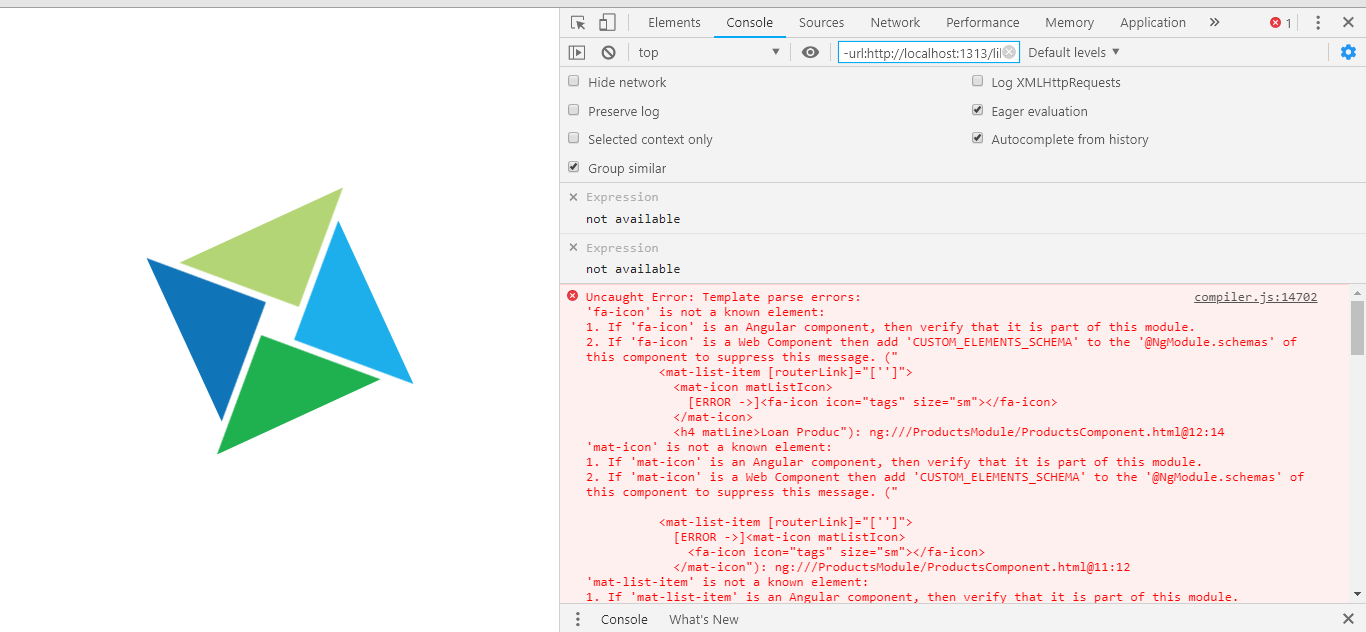 Elements Console Sources Network Performance Memory Application » 1
top ▼ -url:http://localhost:1313/lil Default levels ▼
Hide network Log XMLHttpRequests
Preserve log Eager evaluation
Selected context only Autocomplete from history
Group similar
Expression
not available
Expression
not available
Uncaught Error: Template parse errors: compiler.js:14702
'fa-icon' is not a known element:
1. If 'fa-icon' is an Angular component, then verify that it is part of this module.
2. If 'fa-icon' is a Web Component then add 'CUSTOM_ELEMENTS_SCHEMA' to the '@NgModule.schemas' of
this component to suppress this message. ("
<mat-list-item [routerLink]="['']">
<mat-icon matListIcon>
[ERROR ->]<fa-icon icon="tags" size="sm"></fa-icon>
</mat-icon>
<h4 matLine>Loan Produc"): ng:///ProductsModule/ProductsComponent.html@12:14
'mat-icon' is not a known element:
1. If 'mat-icon' is an Angular component, then verify that it is part of this module.
2. If 'mat-icon' is a Web Component then add 'CUSTOM_ELEMENTS_SCHEMA' to the '@NgModule.schemas' of
this component to suppress this message. ("
<mat-list-item [routerLink]="['']">
[ERROR ->]<mat-icon matListIcon>
<fa-icon icon="tags" size="sm"></fa-icon>
</mat-icon"): ng:///ProductsModule/ProductsComponent.html@11:12
'mat-list-item' is not a known element:
1. If 'mat-list-item' is an Angular component, then verify that it is part of this module.
Console What's New